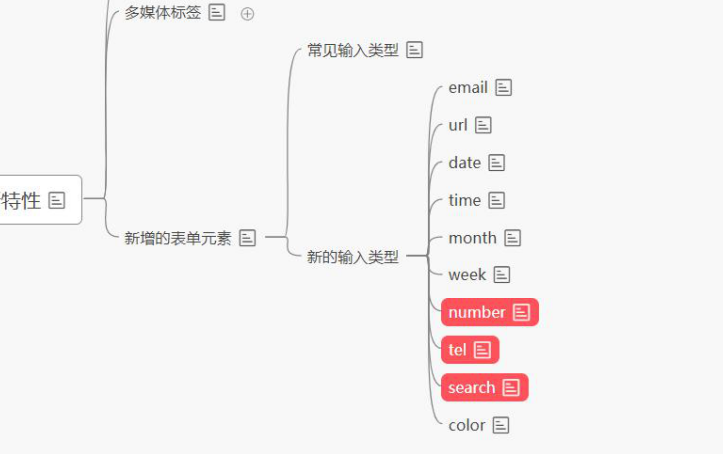 多媒体标签
常见输入类型
email
url
date
time
特性
新增的表单元素
month
新的输入类型
week
number
tel
search
color